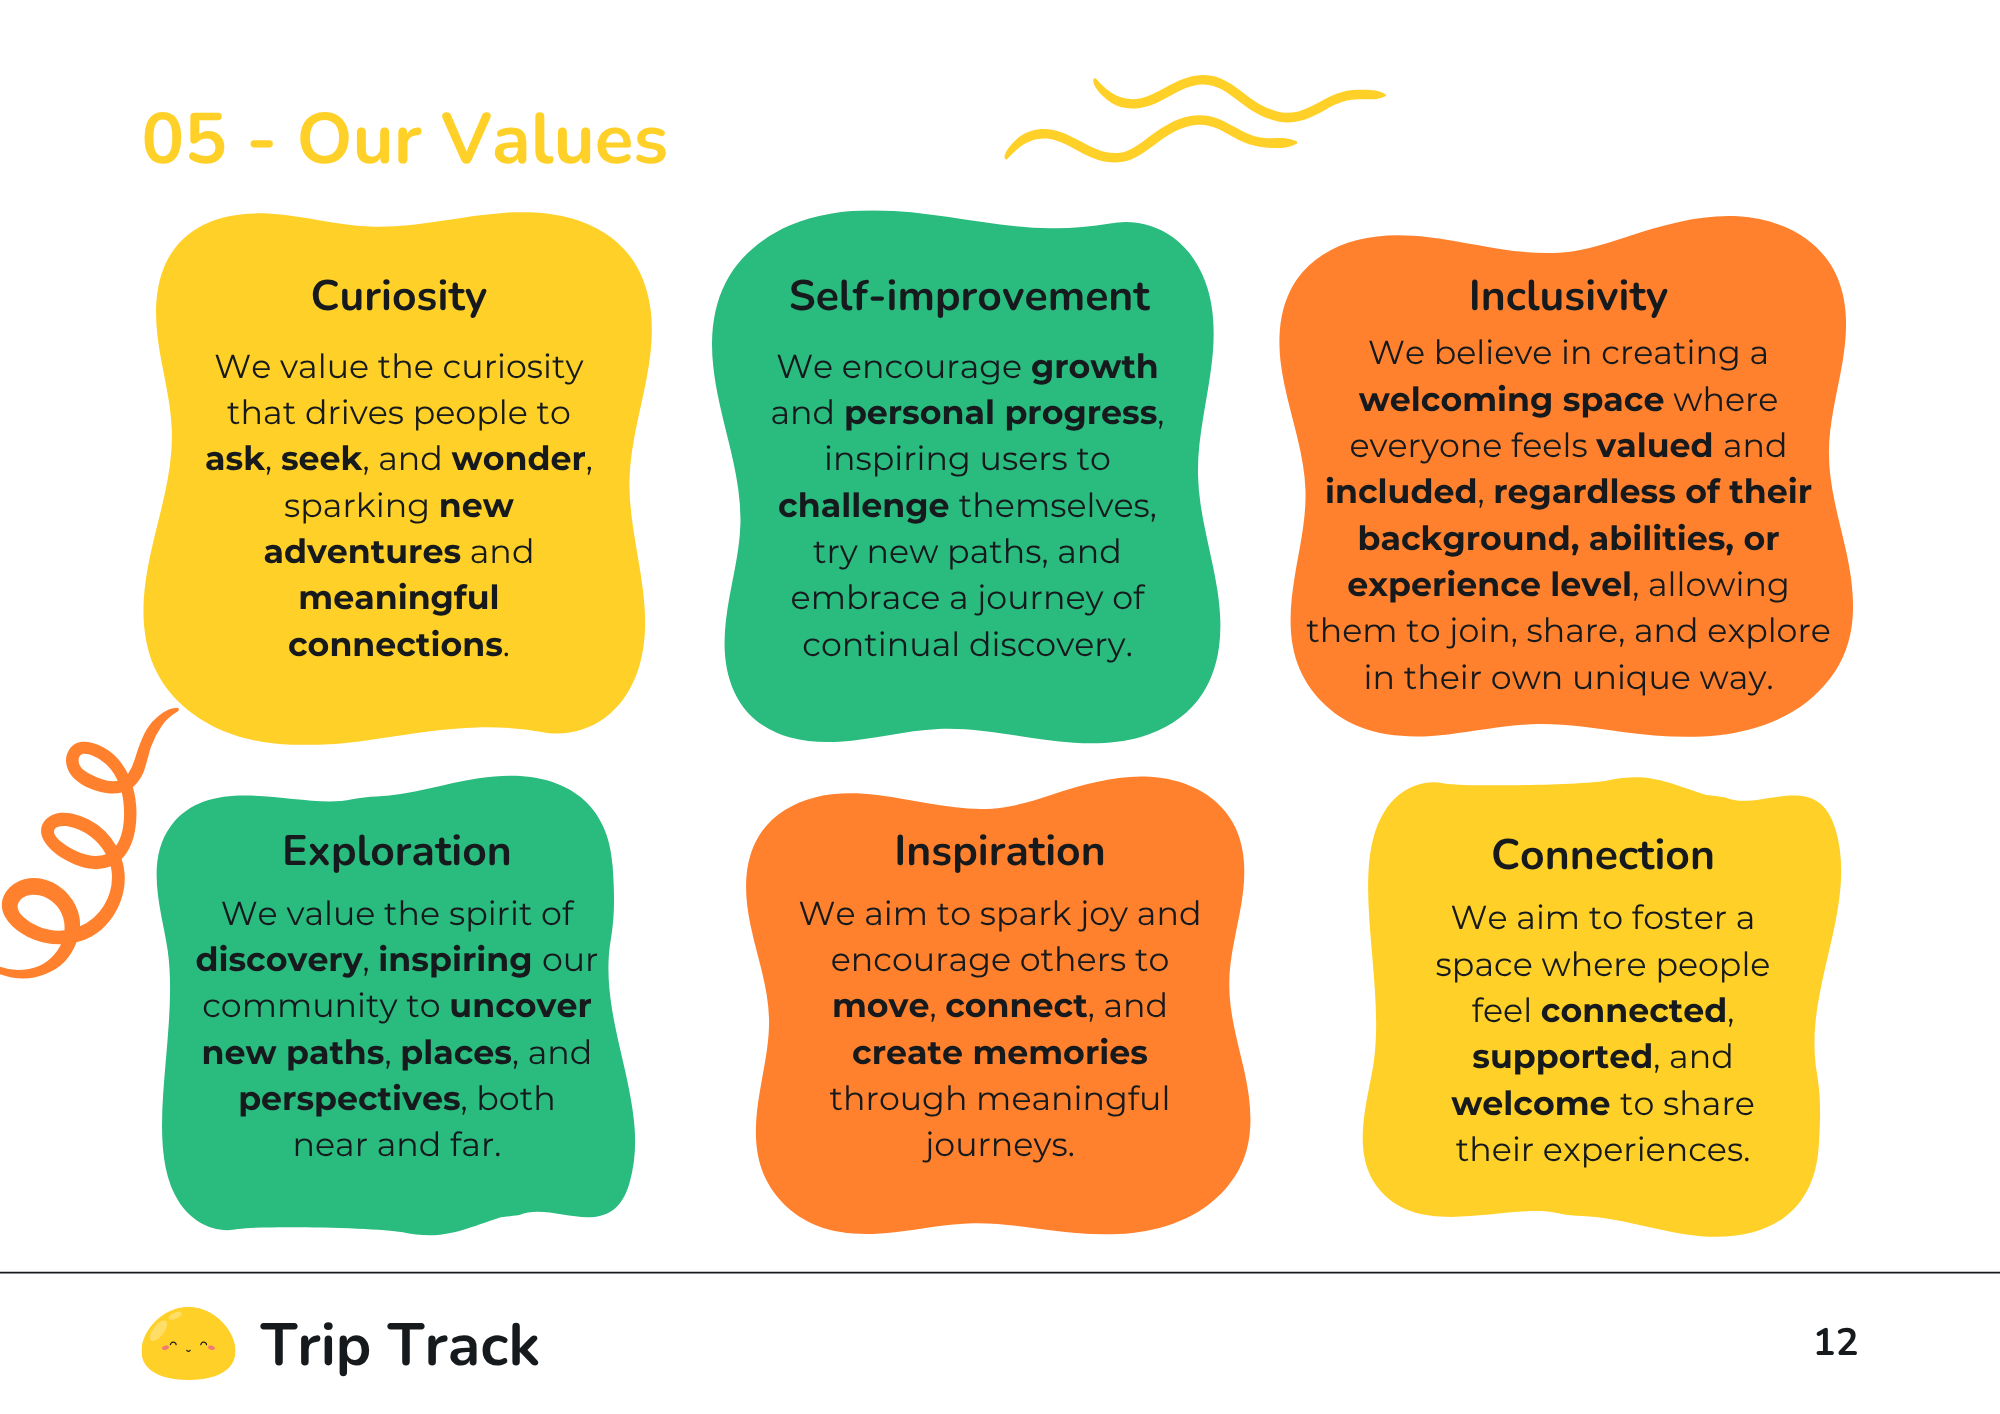 05 - Our Values
Curiosity
We value the curiosity
that drives people to
ask, seek, and wonder,
sparking new
adventures and
meaningful
connections.
Self-improvement
We encourage growth
and personal progress,
inspiring users to
challenge themselves,
try new paths, and
embrace a journey of
continual discovery.
Inclusivity
We believe in creating a
welcoming space where
everyone feels valued and
included, regardless of their
background, abilities, or
experience level, allowing
them to join, share, and explore
in their own unique way.
Exploration
We value the spirit of
discovery, inspiring our
community to uncover
new paths, places, and
perspectives, both
near and far.
Inspiration
We aim to spark joy and
encourage others to
move, connect, and
create memories
through meaningful
journeys.
Connection
We aim to foster a
space where people
feel connected,
supported, and
welcome to share
their experiences.
Trip Track
12